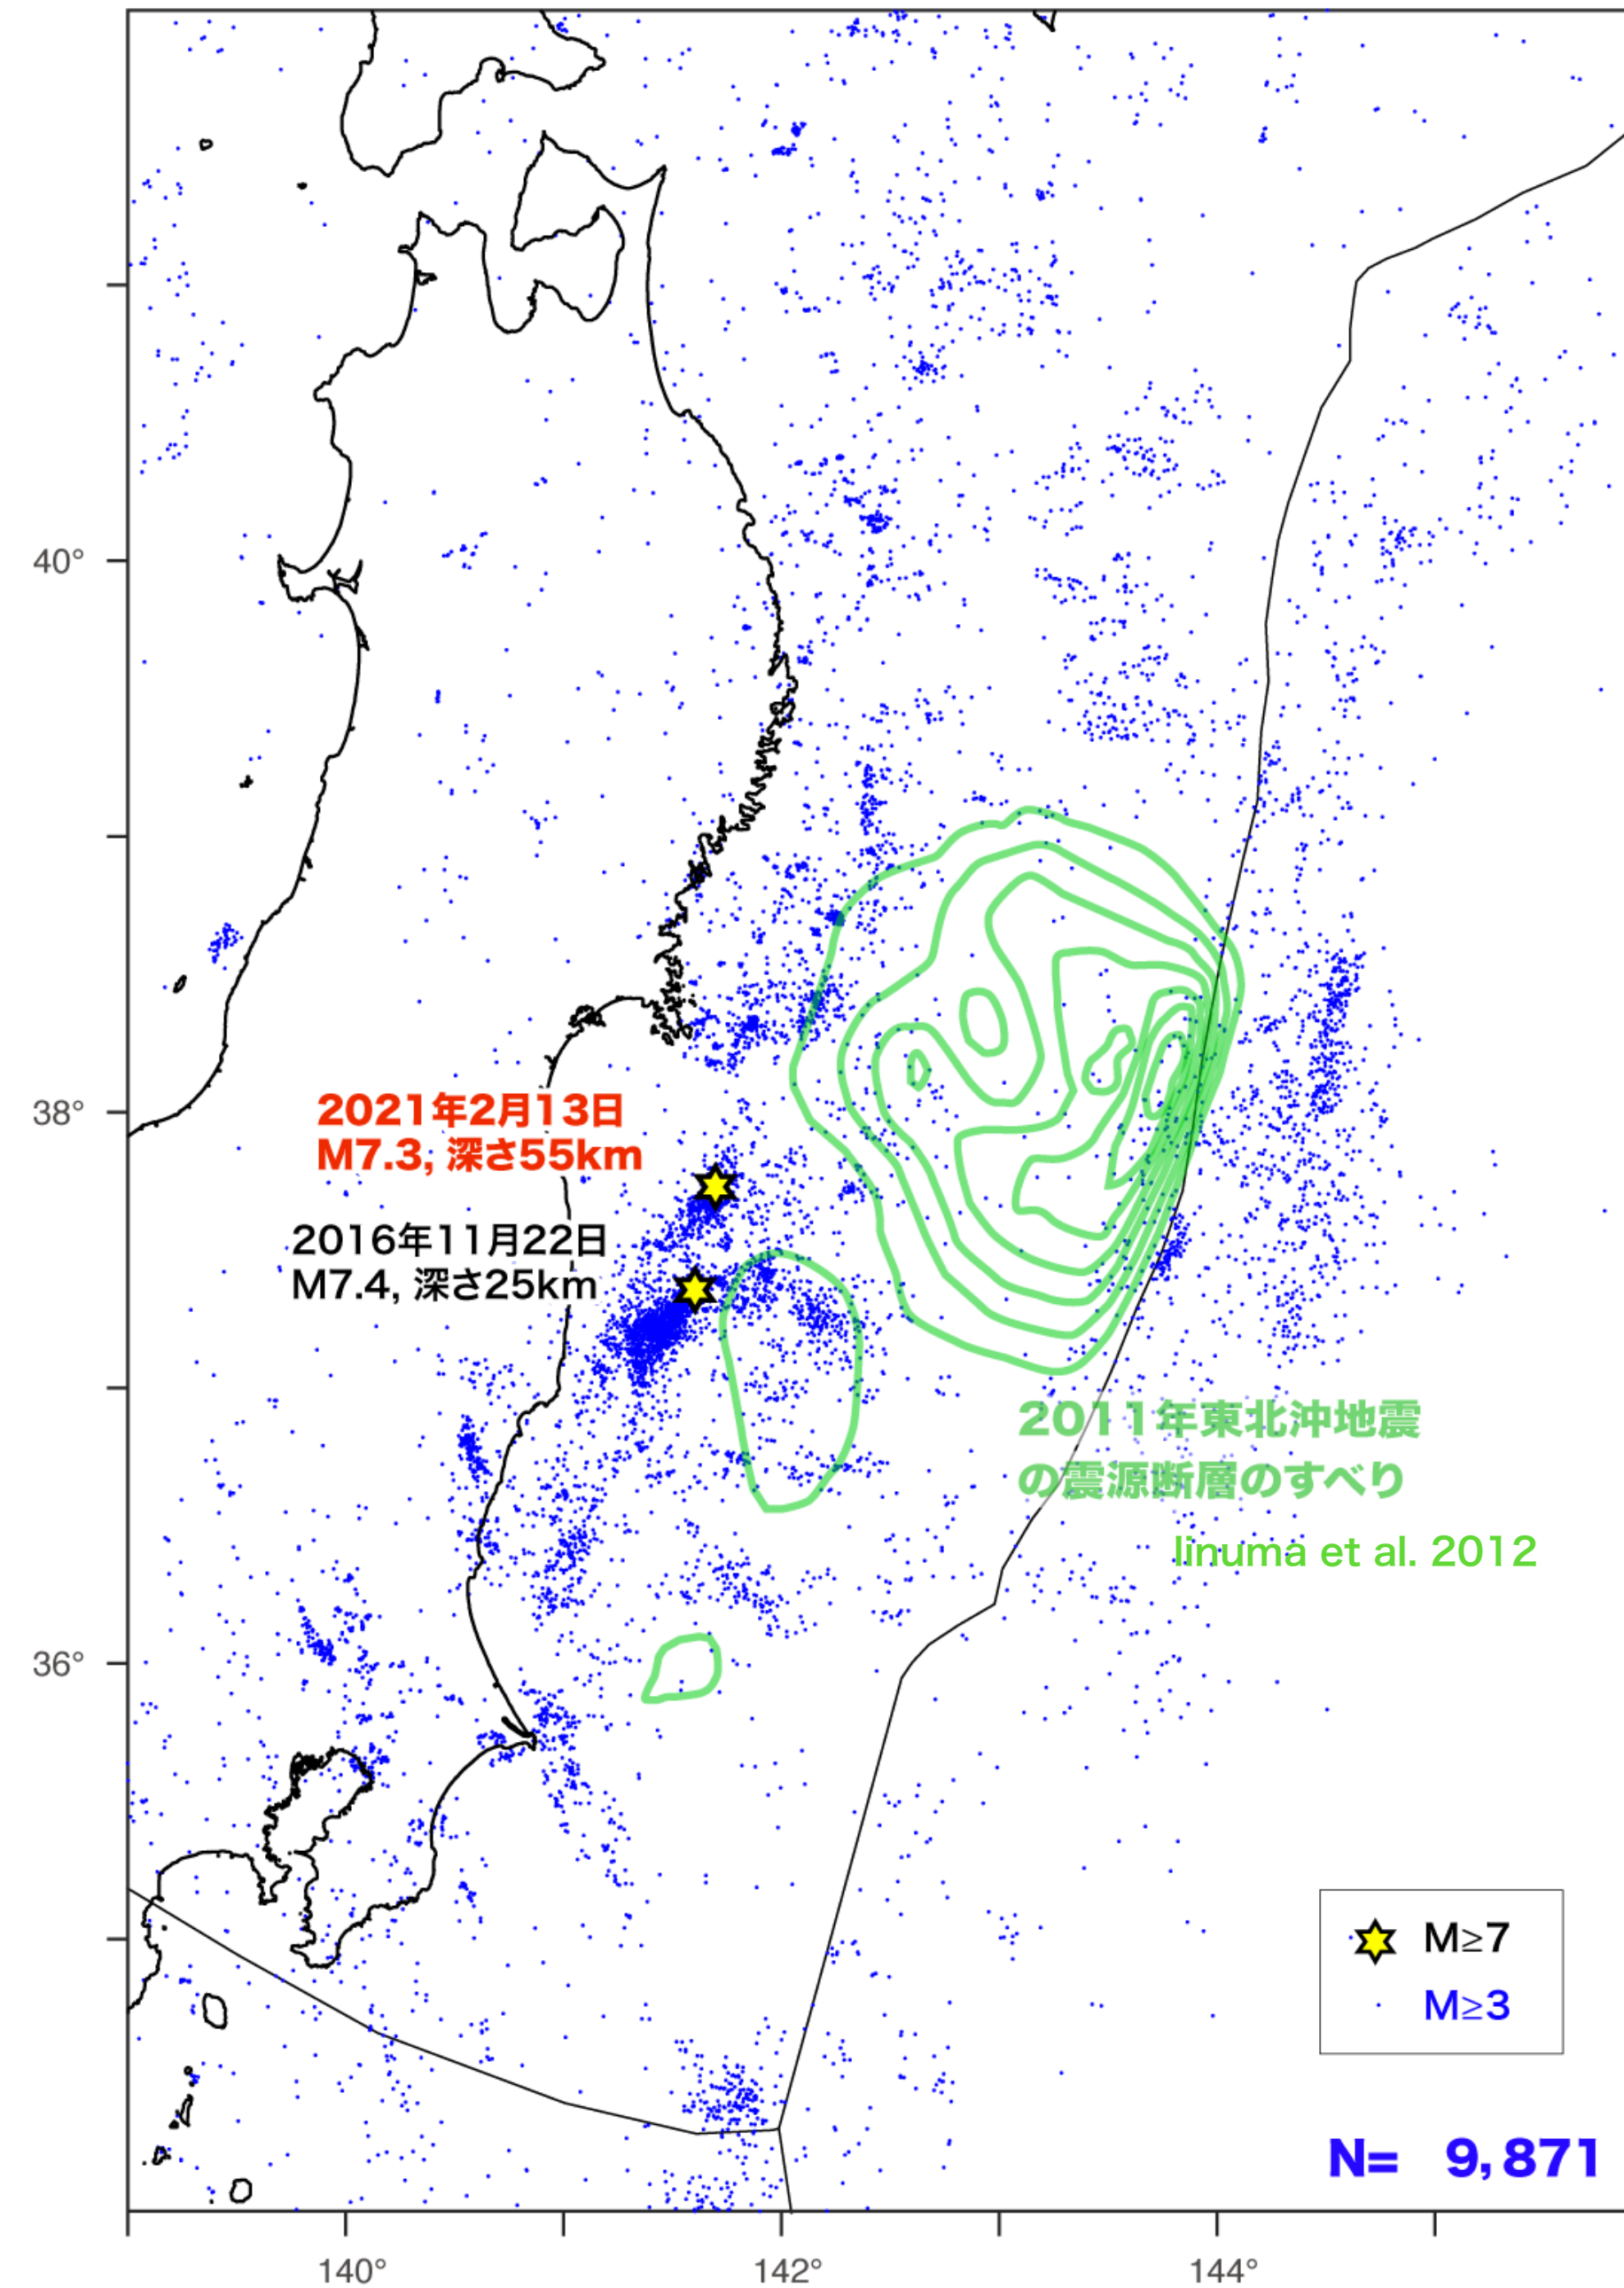 40°
38°
2021年2月13日
M7.3, 深さ55km
2016年11月22日
M7.4, 深さ25km
2011年東北沖地震
の震源断層のすべり
Iinuma et al. 2012
36°
M≥7
M≥3
N= 9,871
140°
142°
144°